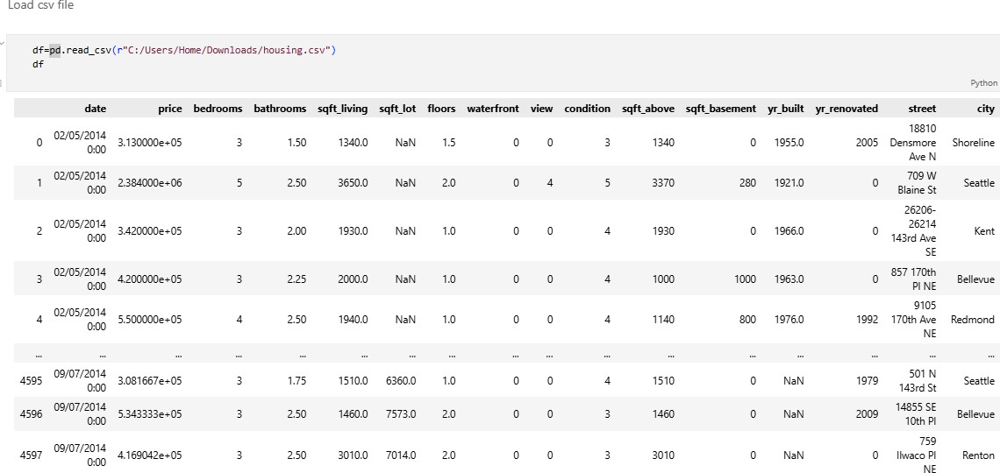 Load csv file
df=pd.read_csv(r"C:/Users/Home/Downloads/housing.csv")
df
Python
date price bedrooms bathrooms sqft_living sqft_lot floors waterfront view condition sqft_above sqft_basement yr_built yr_renovated street city
0 02/05/2014 0:00 3.130000e+05 3 1.50 1340.0 NaN 1.5 0 0 3 1340 0 1955.0 2005 18810 Densmore Ave N Shoreline
1 02/05/2014 0:00 2.384000e+06 5 2.50 3650.0 NaN 2.0 0 4 5 3370 280 1921.0 0 709 W Blaine St Seattle
2 02/05/2014 0:00 3.420000e+05 3 2.00 1930.0 NaN 1.0 0 0 4 1930 0 1966.0 0 26206-26214 143rd Ave SE Kent
3 02/05/2014 0:00 4.200000e+05 3 2.25 2000.0 NaN 1.0 0 0 4 1000 1000 1963.0 0 857 170th Pl NE Bellevue
4 02/05/2014 0:00 5.500000e+05 4 2.50 1940.0 NaN 1.0 0 0 4 1140 800 1976.0 1992 9105 170th Ave NE Redmond
... ... ... ... ... ... ... ... ... ... ... ... ... ... ... ... ...
4595 09/07/2014 0:00 3.081667e+05 3 1.75 1510.0 6360.0 1.0 0 0 4 1510 0 NaN 1979 501 N 143rd St Seattle
4596 09/07/2014 0:00 5.343333e+05 3 2.50 1460.0 7573.0 2.0 0 0 3 1460 0 NaN 2009 14855 SE 10th Pl Bellevue
4597 09/07/2014 0:00 4.169042e+05 3 2.50 3010.0 7014.0 2.0 0 0 3 3010 0 NaN 0 759 Ilwaco Pl NE Renton